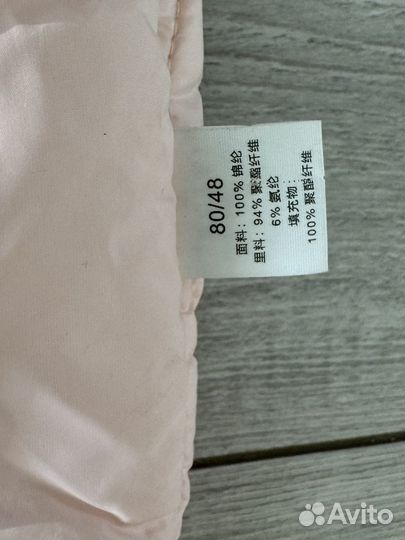 80/48
面料：100% 锦纶
里料：94% 聚酯纤维
6% 氨纶
填充物：
100% 聚酯纤维
Avito